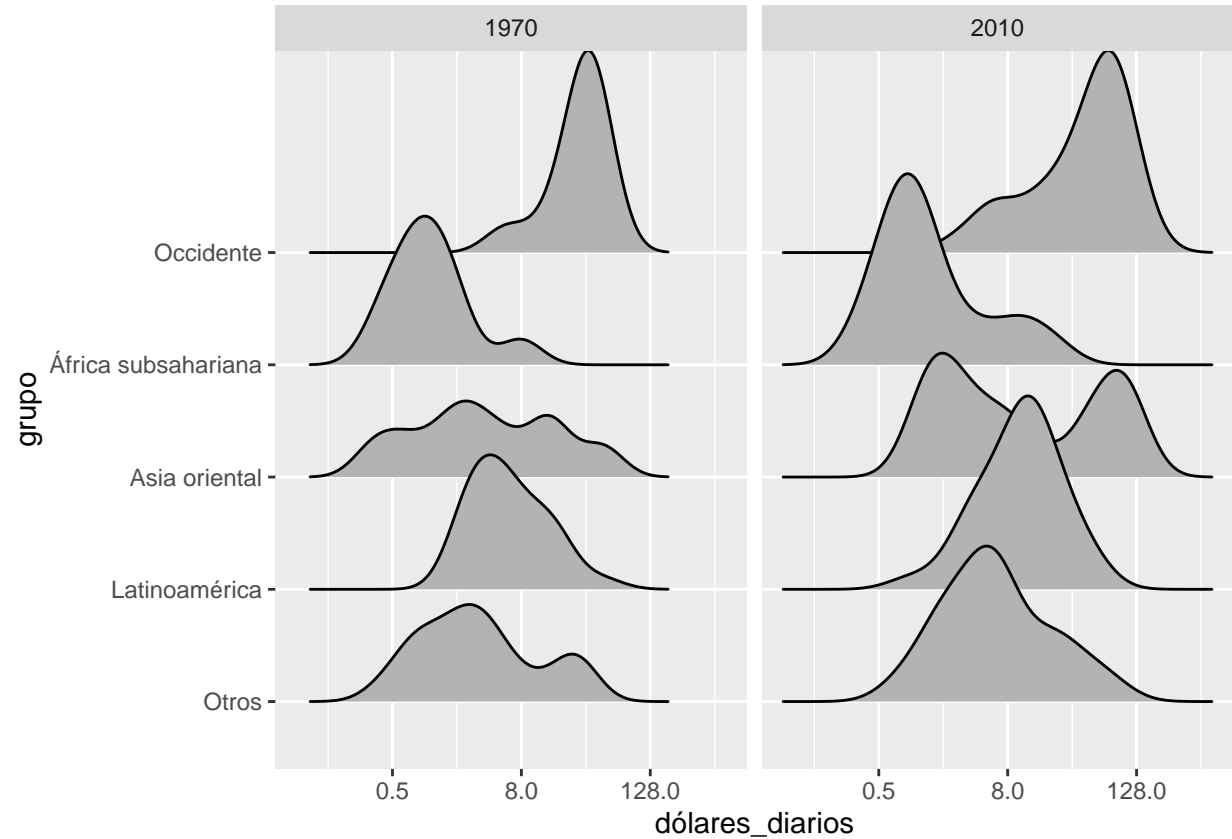 1970
2010
Occidente
África subsahariana
Asia oriental
Latinoamérica
Otros
grupo
0.5 8.0 128.0
0.5 8.0 128.0
dólares_diarios